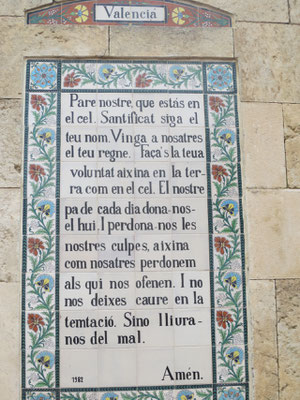 Valencia
Pare nostre, que estás en
el cel. Santificat siga el
teu nom. Vinga a nosatres
el teu regne. Faça's la teua
voluntat aixina en la ter-
ra com en el cel. El nostre
pa de cada dia dona-nos-
el hui. I perdona-nos les
nostres culpes, aixina
com nosatres perdonem
als qui nos ofenen. I no
nos deixes caure en la
temtació. Sino lliura-
nos del mal.
1982 Amén.